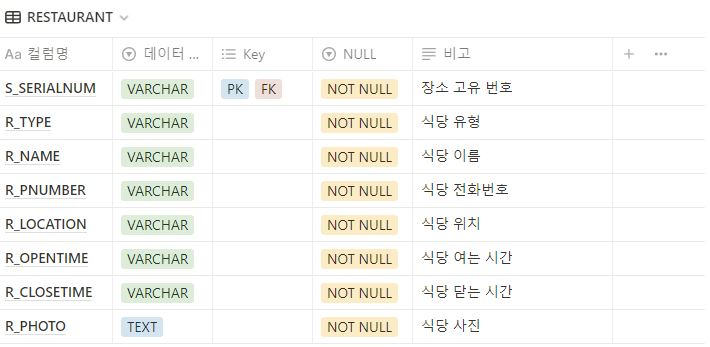 RESTAURANT
Aa 컬럼명 데이터 ... Key NULL 비고
S_SERIALNUM VARCHAR PK FK NOT NULL 장소 고유 번호
R_TYPE VARCHAR NOT NULL 식당 유형
R_NAME VARCHAR NOT NULL 식당 이름
R_PNUMBER VARCHAR NOT NULL 식당 전화번호
R_LOCATION VARCHAR NOT NULL 식당 위치
R_OPENTIME VARCHAR NOT NULL 식당 여는 시간
R_CLOSETIME VARCHAR NOT NULL 식당 닫는 시간
R_PHOTO TEXT NOT NULL 식당 사진